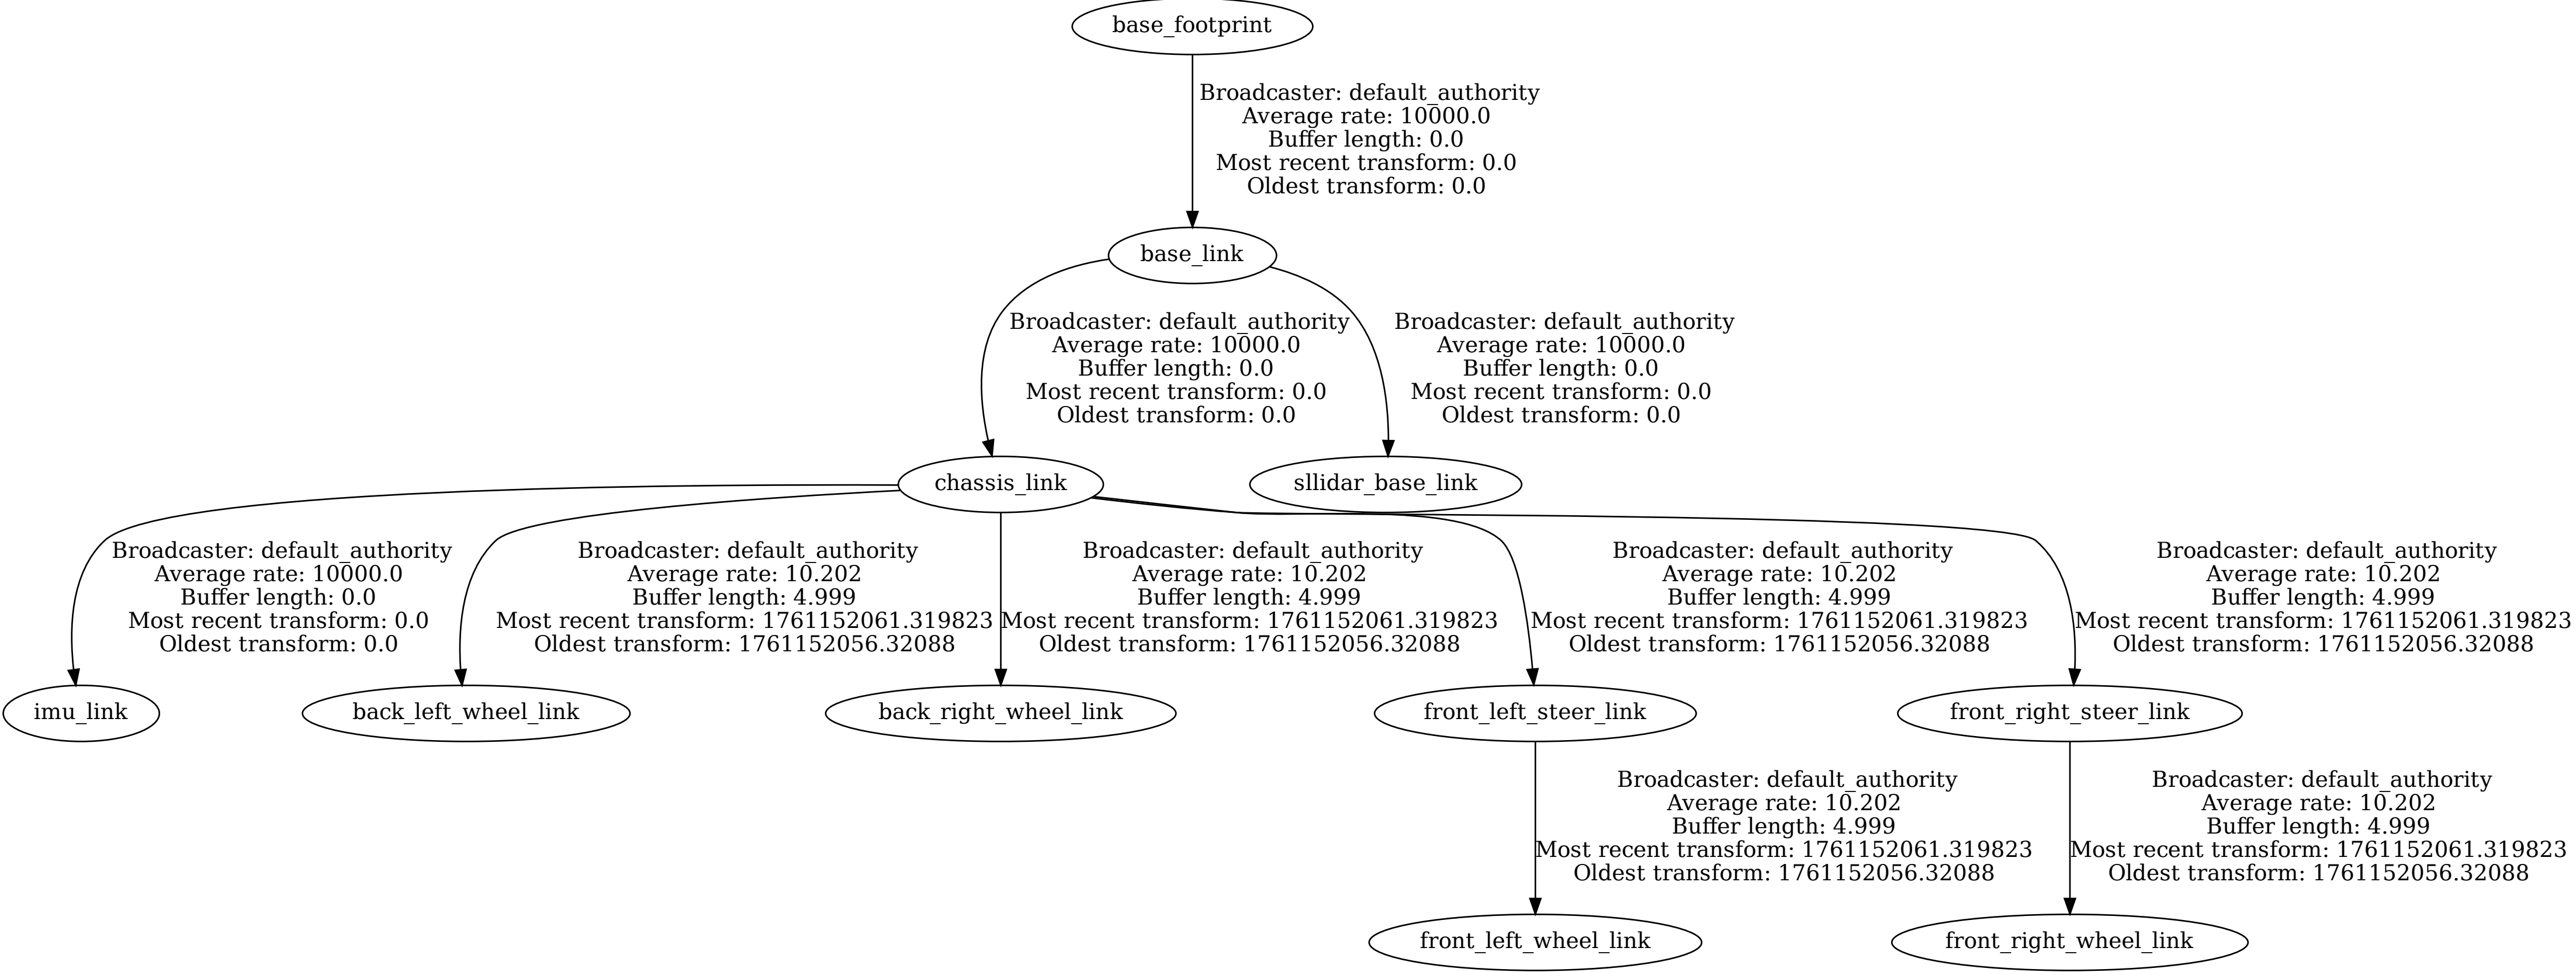 base_footprint
Broadcaster: default_authority
Average rate: 10000.0
Buffer length: 0.0
Most recent transform: 0.0
Oldest transform: 0.0
base_link
Broadcaster: default_authority
Average rate: 10000.0
Buffer length: 0.0
Most recent transform: 0.0
Oldest transform: 0.0
Broadcaster: default_authority
Average rate: 10000.0
Buffer length: 0.0
Most recent transform: 0.0
Oldest transform: 0.0
chassis_link
sllidar_base_link
Broadcaster: default_authority
Average rate: 10000.0
Buffer length: 0.0
Most recent transform: 0.0
Oldest transform: 0.0
Broadcaster: default_authority
Average rate: 10.202
Buffer length: 4.999
Most recent transform: 1761152061.319823
Oldest transform: 1761152056.32088
Broadcaster: default_authority
Average rate: 10.202
Buffer length: 4.999
Most recent transform: 1761152061.319823
Oldest transform: 1761152056.32088
Broadcaster: default_authority
Average rate: 10.202
Buffer length: 4.999
Most recent transform: 1761152061.319823
Oldest transform: 1761152056.32088
Broadcaster: default_authority
Average rate: 10.202
Buffer length: 4.999
Most recent transform: 1761152061.319823
Oldest transform: 1761152056.32088
imu_link
back_left_wheel_link
back_right_wheel_link
front_left_steer_link
front_right_steer_link
Broadcaster: default_authority
Average rate: 10.202
Buffer length: 4.999
Most recent transform: 1761152061.319823
Oldest transform: 1761152056.32088
Broadcaster: default_authority
Average rate: 10.202
Buffer length: 4.999
Most recent transform: 1761152061.319823
Oldest transform: 1761152056.32088
front_left_wheel_link
front_right_wheel_link